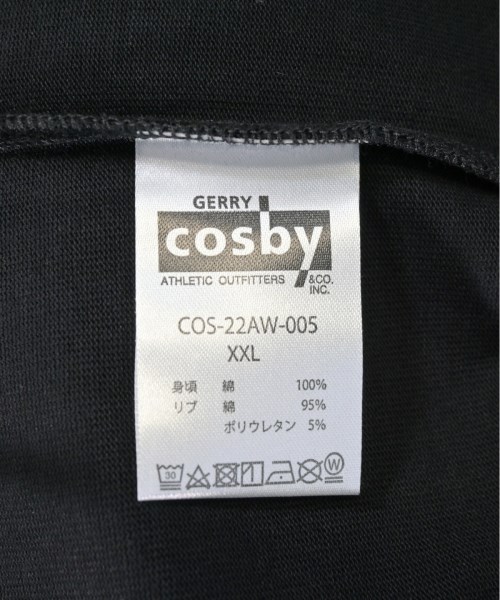 GERRY
cosby
ATHLETIC OUTFITTERS &CO. INC.
COS-22AW-005
XXL
身頃 綿 100%
リブ 綿 95%
ポリウレタン 5%
30 W